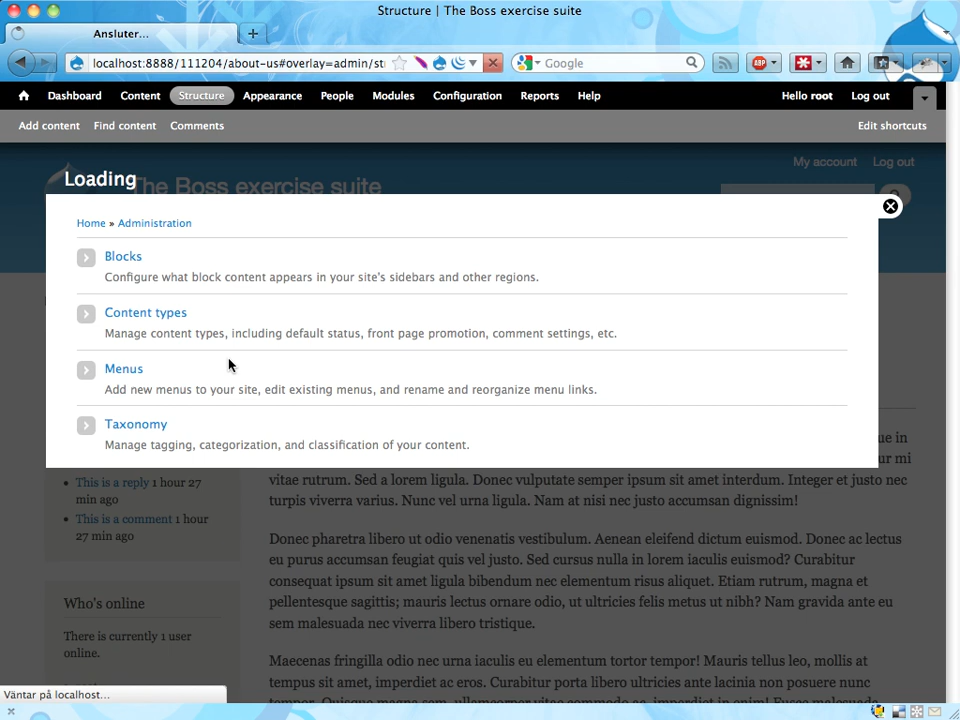 Structure | The Boss exercise suite
Ansluter...
localhost:8888/111204/about-us#overlay=admin/st
Google
ABP
Dashboard Content Structure Appearance People Modules Configuration Reports Help Hello root Log out
Add content Find content Comments Edit shortcuts
My account Log out
Loading
The Boss exercise suite
Home » Administration
Blocks
Configure what block content appears in your site's sidebars and other regions.
Content types
Manage content types, including default status, front page promotion, comment settings, etc.
Menus
Add new menus to your site, edit existing menus, and rename and reorganize menu links.
Taxonomy
Manage tagging, categorization, and classification of your content.
ue in
ur mi
This is a reply 1 hour 27
min ago
This is a comment 1 hour
27 min ago
Who's online
There is currently 1 user
online.
vitae rutrum. Sed a lorem ligula. Donec vulputate semper ipsum sit amet interdum. Integer et justo nec
turpis viverra varius. Nunc vel urna ligula. Nam at nisi nec justo accumsan dignissim!
Donec pharetra libero ut odio venenatis vestibulum. Aenean eleifend dictum euismod. Donec ac lectus
eu purus accumsan feugiat quis vel justo. Sed cursus nulla in lorem iaculis euismod? Curabitur
consequat ipsum sit amet ligula bibendum nec elementum risus aliquet. Etiam rutrum, magna et
pellentesque sagittis; mauris lectus ornare odio, ut ultricies felis metus ut nibh? Nam gravida ante eu
sem malesuada nec viverra libero tristique.
Maecenas fringilla odio nec urna iaculis eu elementum tortor tempor! Mauris tellus leo, mollis at
tempus sit amet, imperdiet ac eros. Curabitur porta libero ultricies ante lacinia non posuere nunc
Väntar på localhost...